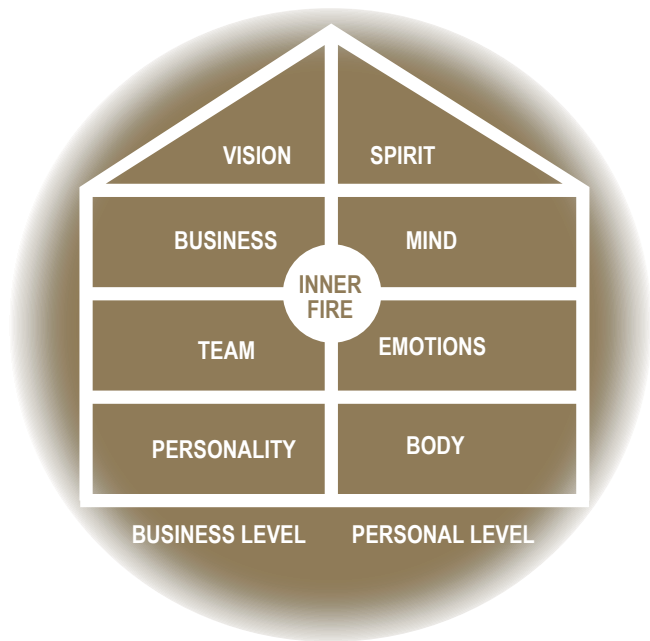 VISION
SPIRIT
BUSINESS
MIND
INNER
FIRE
TEAM
EMOTIONS
PERSONALITY
BODY
BUSINESS LEVEL
PERSONAL LEVEL